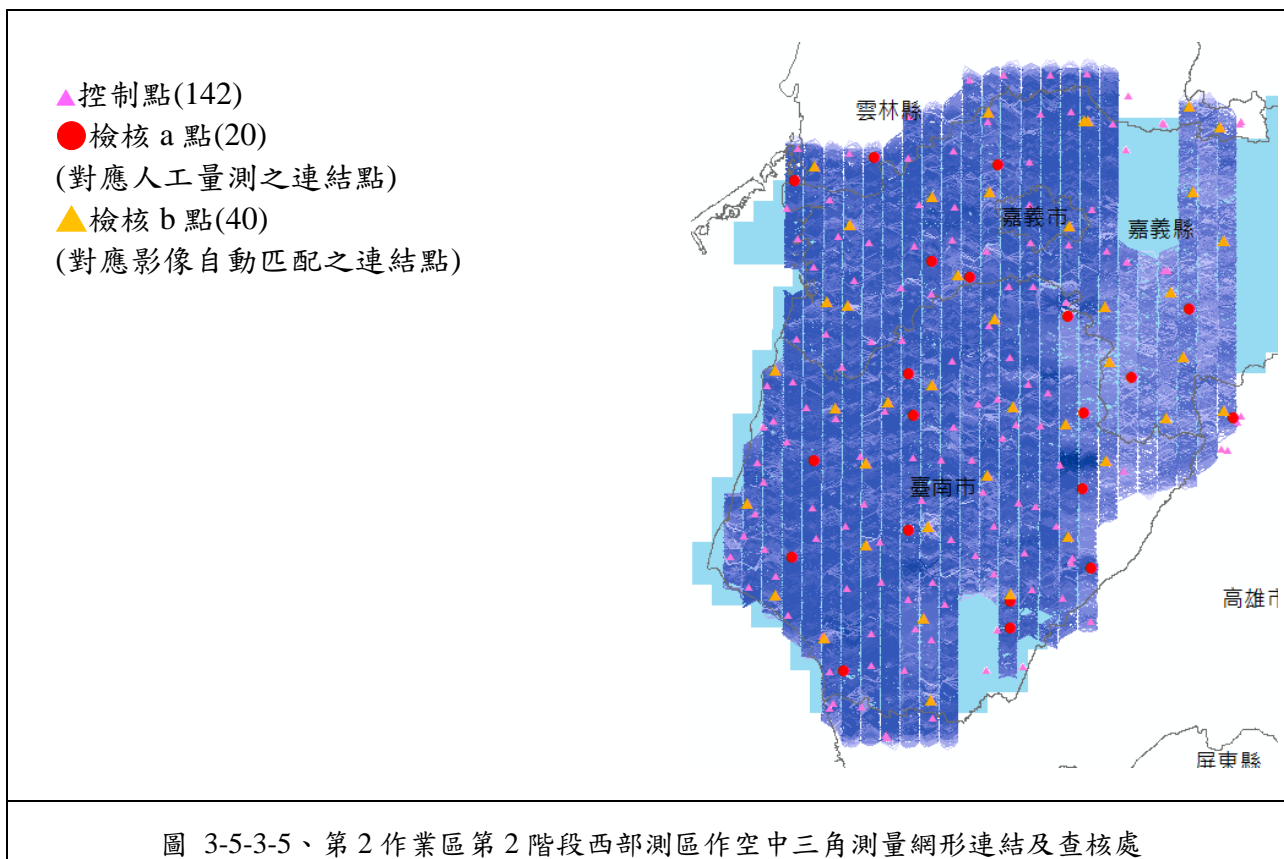 ▲控制點(142)
●檢核 a 點(20)
(對應人工量測之連結點)
▲檢核 b 點(40)
(對應影像自動匹配之連結點)
雲林縣
嘉義市
嘉義縣
臺南市
高雄市
屏東縣
圖 3-5-3-5、第 2 作業區第 2 階段西部測區作空中三角測量網形連結及查核處